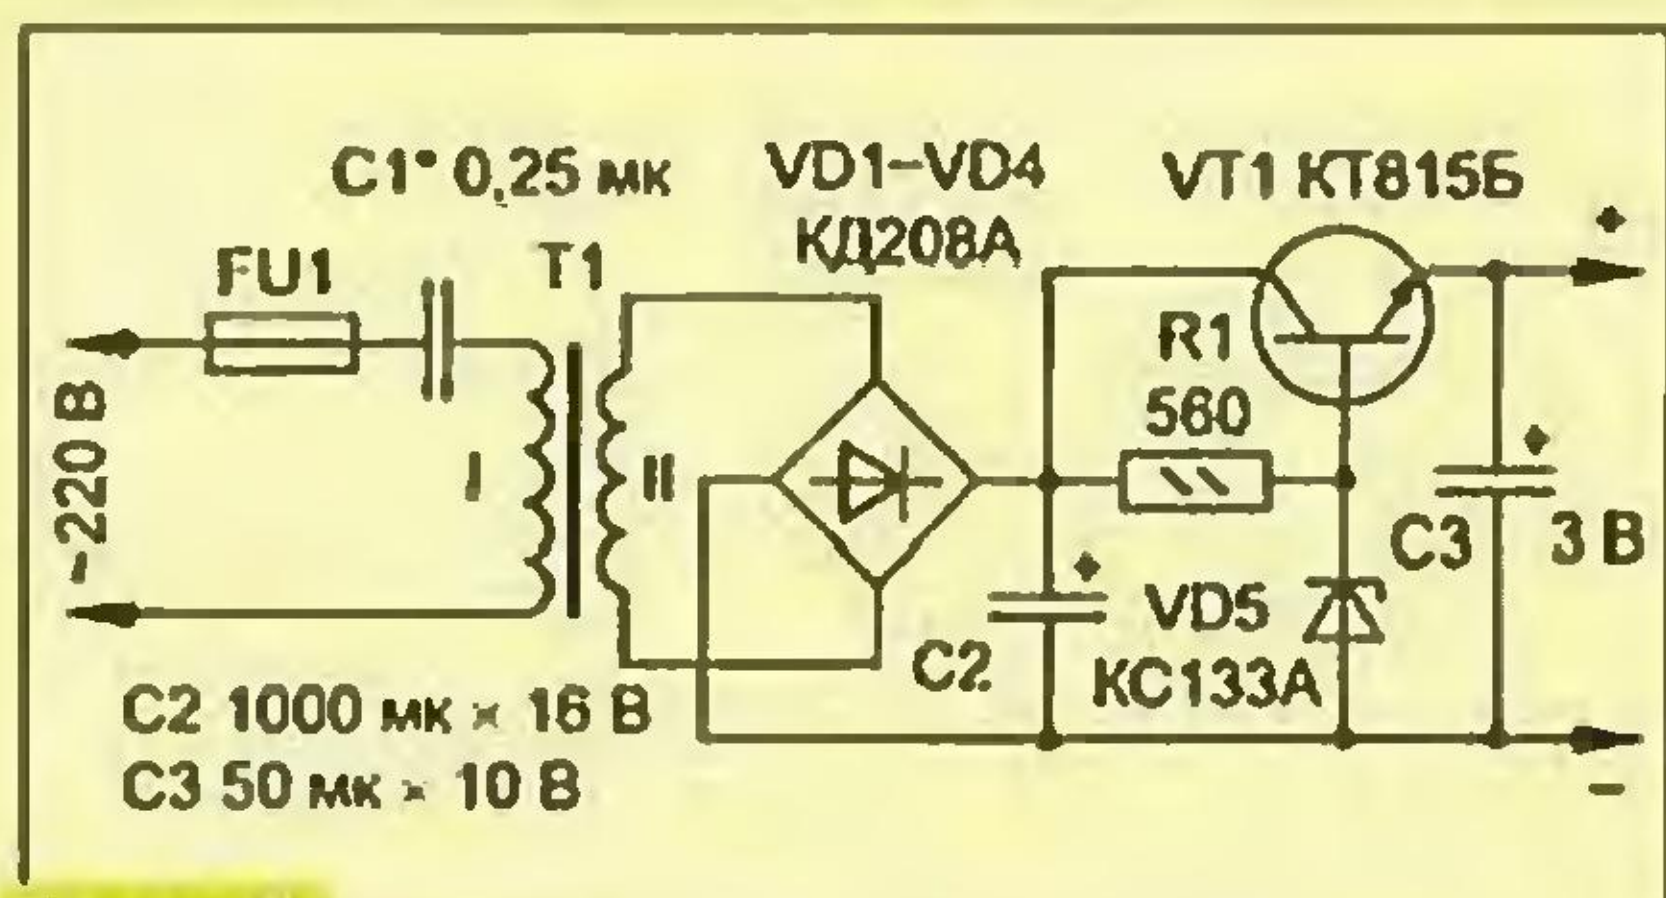 C1* 0,25 мк
FU1
T1
VD1–VD4
КД208А
VT1 КТ815Б
+
~220 В
I
II
R1
560
+
C2
VD5
КС133А
+
C3
3 В
C2 1000 мк × 16 В
C3 50 мк × 10 В
−